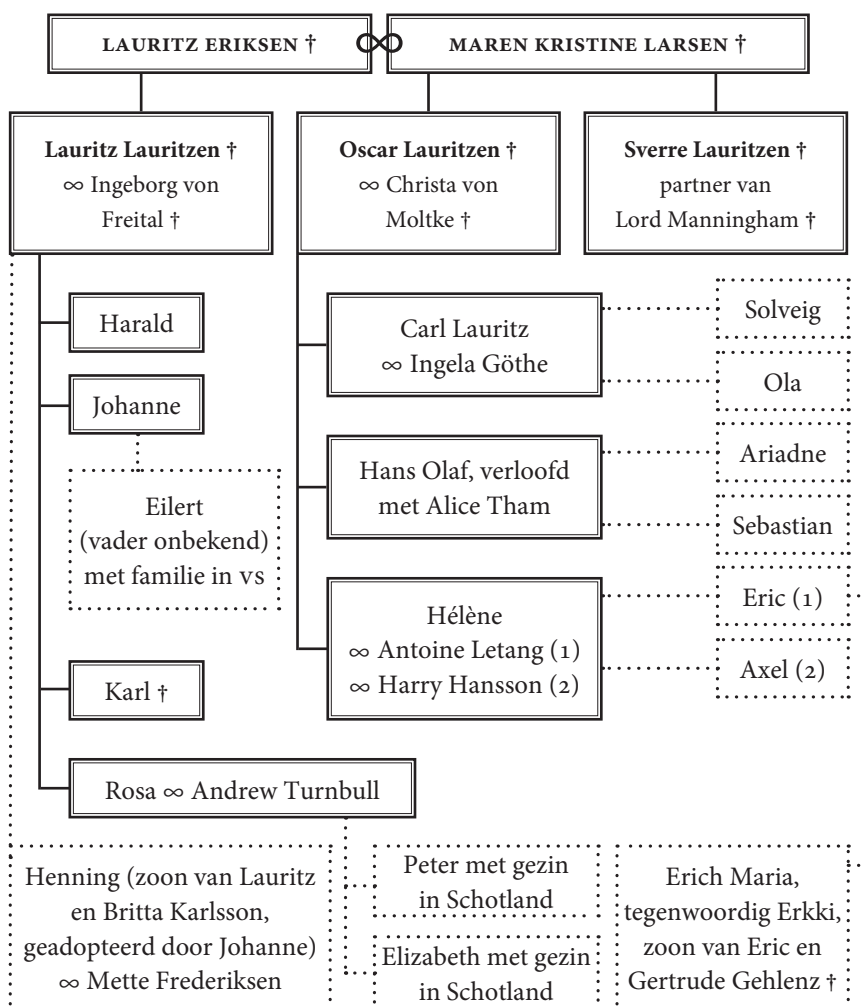 LAURITZ ERIKSEN † ∞ MAREN KRISTINE LARSEN †
Lauritz Lauritzen †
∞ Ingeborg von
Freital †
Oscar Lauritzen †
∞ Christa von
Moltke †
Sverre Lauritzen †
partner van
Lord Manningham †
Harald
Johanne
Eilert
(vader onbekend)
met familie in VS
Karl †
Rosa ∞ Andrew Turnbull
Carl Lauritz
∞ Ingela Göthe
Solveig
Ola
Hans Olaf, verloofd
met Alice Tham
Ariadne
Sebastian
Hélène
∞ Antoine Letang (1)
∞ Harry Hansson (2)
Eric (1)
Axel (2)
Henning (zoon van Lauritz
en Britta Karlsson,
geadopteerd door Johanne)
∞ Mette Frederiksen
Peter met gezin
in Schotland
Elizabeth met gezin
in Schotland
Erich Maria,
tegenwoordig Erkki,
zoon van Eric en
Gertrude Gehlenz †